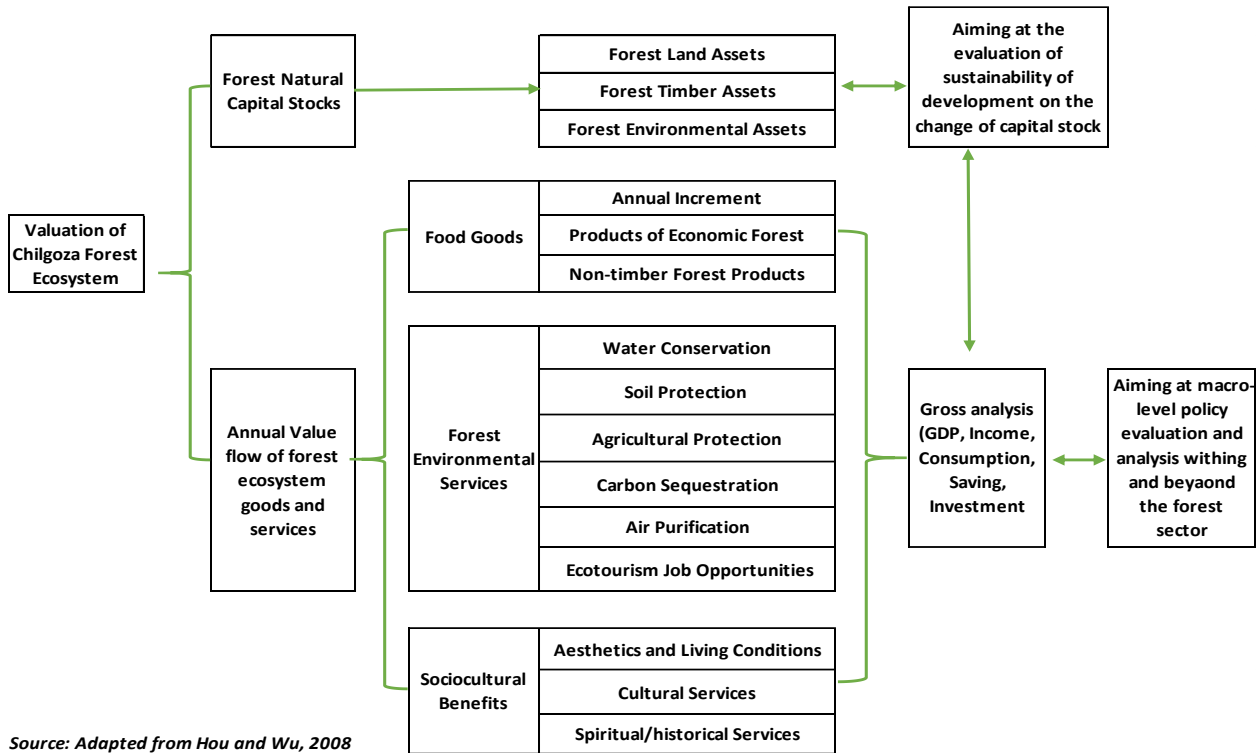 Valuation of
Chilgoza Forest
Ecosystem
Forest Natural
Capital Stocks
Forest Land Assets
Forest Timber Assets
Forest Environmental Assets
Aiming at the
evaluation of
sustainability of
development on the
change of capital stock
Annual Value
flow of forest
ecosystem
goods and
services
Food Goods
Annual Increment
Products of Economic Forest
Non-timber Forest Products
Forest
Environmental
Services
Water Conservation
Soil Protection
Agricultural Protection
Carbon Sequestration
Air Purification
Ecotourism Job Opportunities
Sociocultural
Benefits
Aesthetics and Living Conditions
Cultural Services
Spiritual/historical Services
Gross analysis
(GDP, Income,
Consumption,
Saving,
Investment
Aiming at macro-
level policy
evaluation and
analysis withing
and beyaond
the forest
sector
Source: Adapted from Hou and Wu, 2008